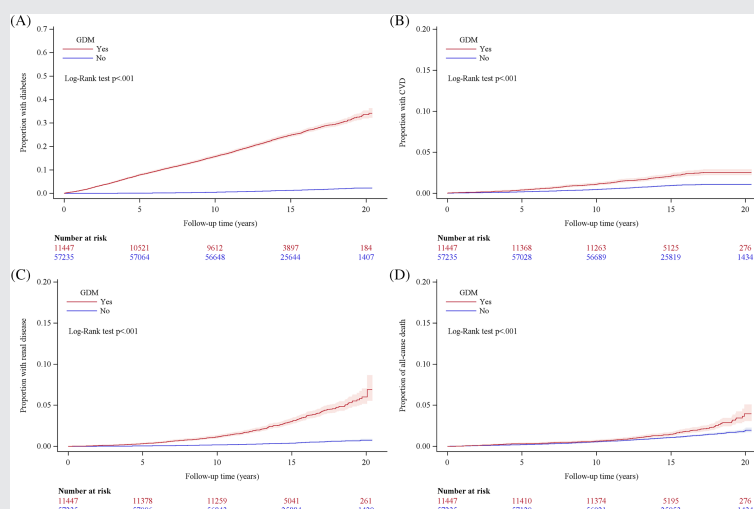 (A)
0.7
0.6
0.5
0.4
0.3
0.2
0.1
0.0
Proportion with diabetes
GDM
Yes
No
Log-Rank test p<.001
0 5 10 15 20
Follow-up time (years)
Number at risk
11447 10521 9612 3897 184
57235 57064 56648 25644 1407
(B)
0.20
0.15
0.10
0.05
0.00
Proportion with CVD
GDM
Yes
No
Log-Rank test p<.001
0 5 10 15 20
Follow-up time (years)
Number at risk
11447 11368 11263 5125 276
57235 57028 56689 25819 1434
(C)
0.20
0.15
0.10
0.05
0.00
Proportion with renal disease
GDM
Yes
No
Log-Rank test p<.001
0 5 10 15 20
Follow-up time (years)
Number at risk
11447 11378 11259 5041 261
57235
(D)
0.20
0.15
0.10
0.05
0.00
Proportion of all-cause death
GDM
Yes
No
Log-Rank test p<.001
0 5 10 15 20
Follow-up time (years)
Number at risk
11447 11410 11374 5195 276
57235